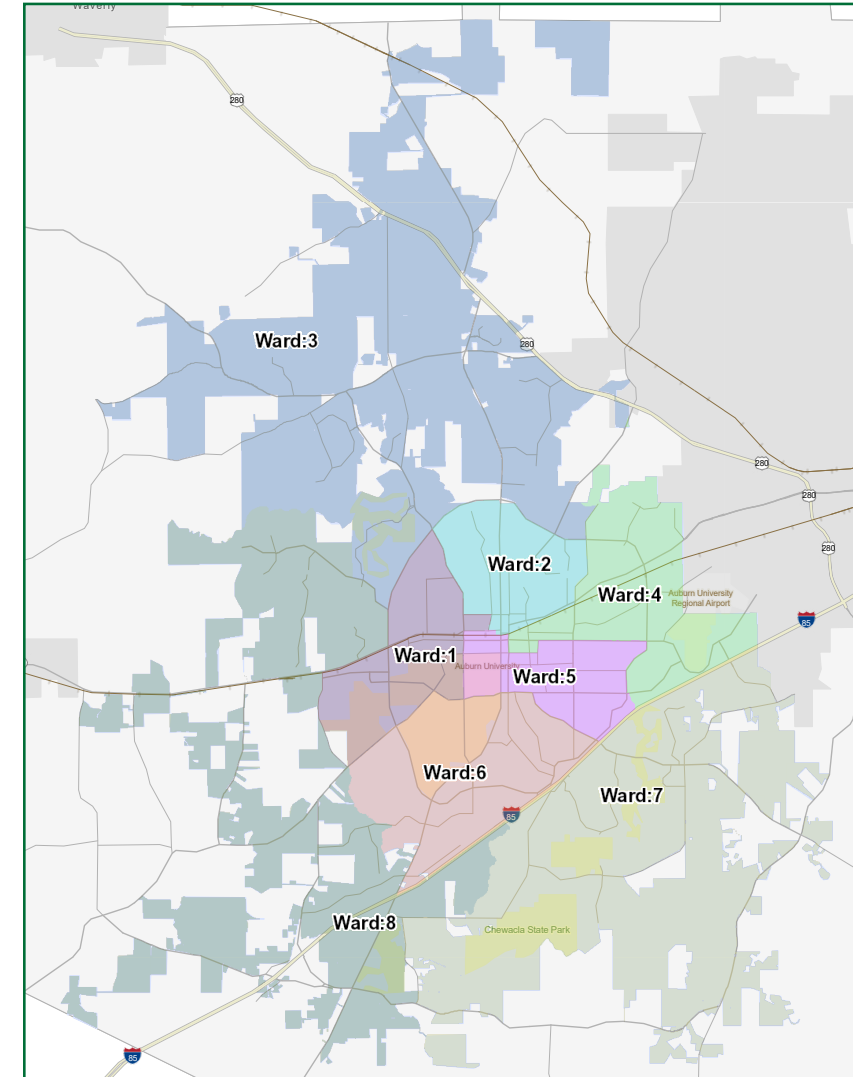 Waverly
280
Ward:3
280
280
280
280
Ward:2
Ward:4
Auburn University
Regional Airport
85
Ward:1
Auburn University
Ward:5
Ward:6
Ward:7
85
Ward:8
Chewacla State Park
85